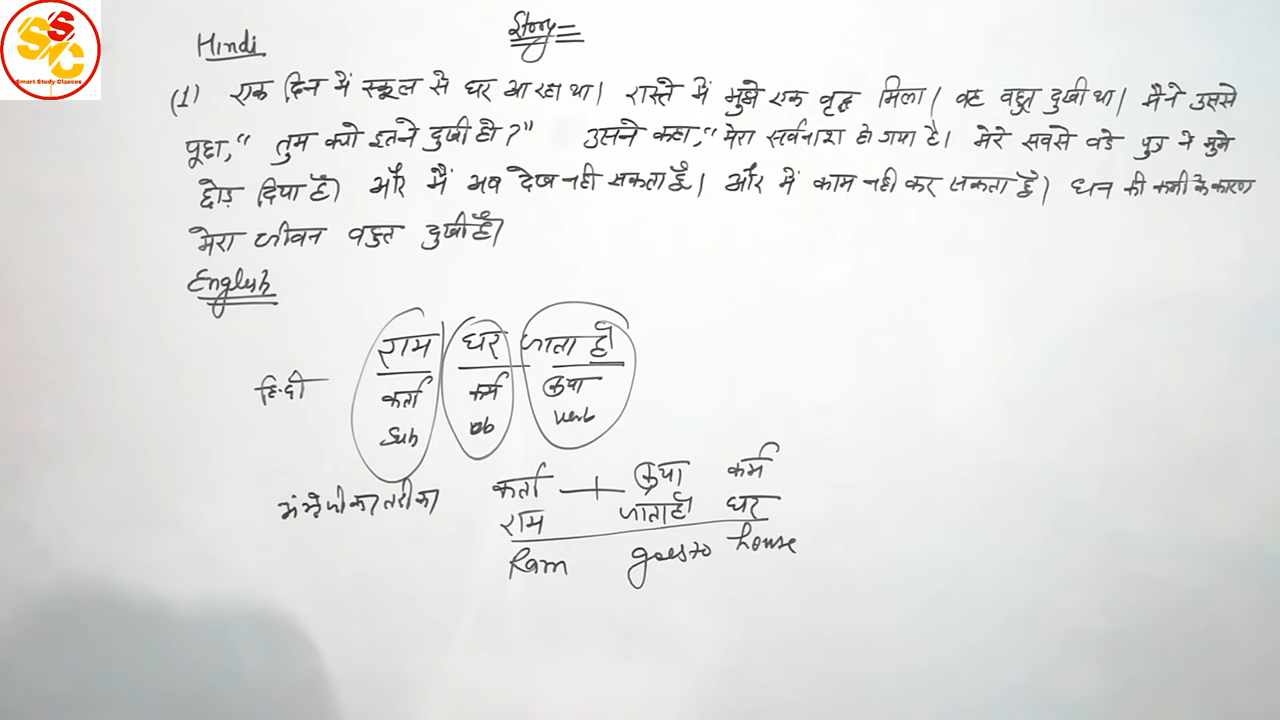 SSC
Smart Study Classes
Story
Hindi
(1) एक दिन में स्कूल से घर आ रहा था। रास्ते में मुझे एक वृद्ध मिला। वह बहुत दुखी था। मैंने उससे
पूछा, "तुम क्यो इतने दुखी हो?" उसने कहा, "मेरा सर्वनाश हो गया है। मेरे सबसे बडे पुत्र ने मुझे
छोड़ दिया है। और मैं अब देख नही सकता हूँ। और में काम नही कर सकता हूँ। धन की कमी के कारण
मेरा जीवन बहुत दुखी है।
English
राम घर जाता है
हिन्दी कर्ता कर्म क्रिया
Sub ob verb
कर्ता + क्रिया कर्म
अंग्रेजी का तरीका राम जाता है घर
Ram goes to house